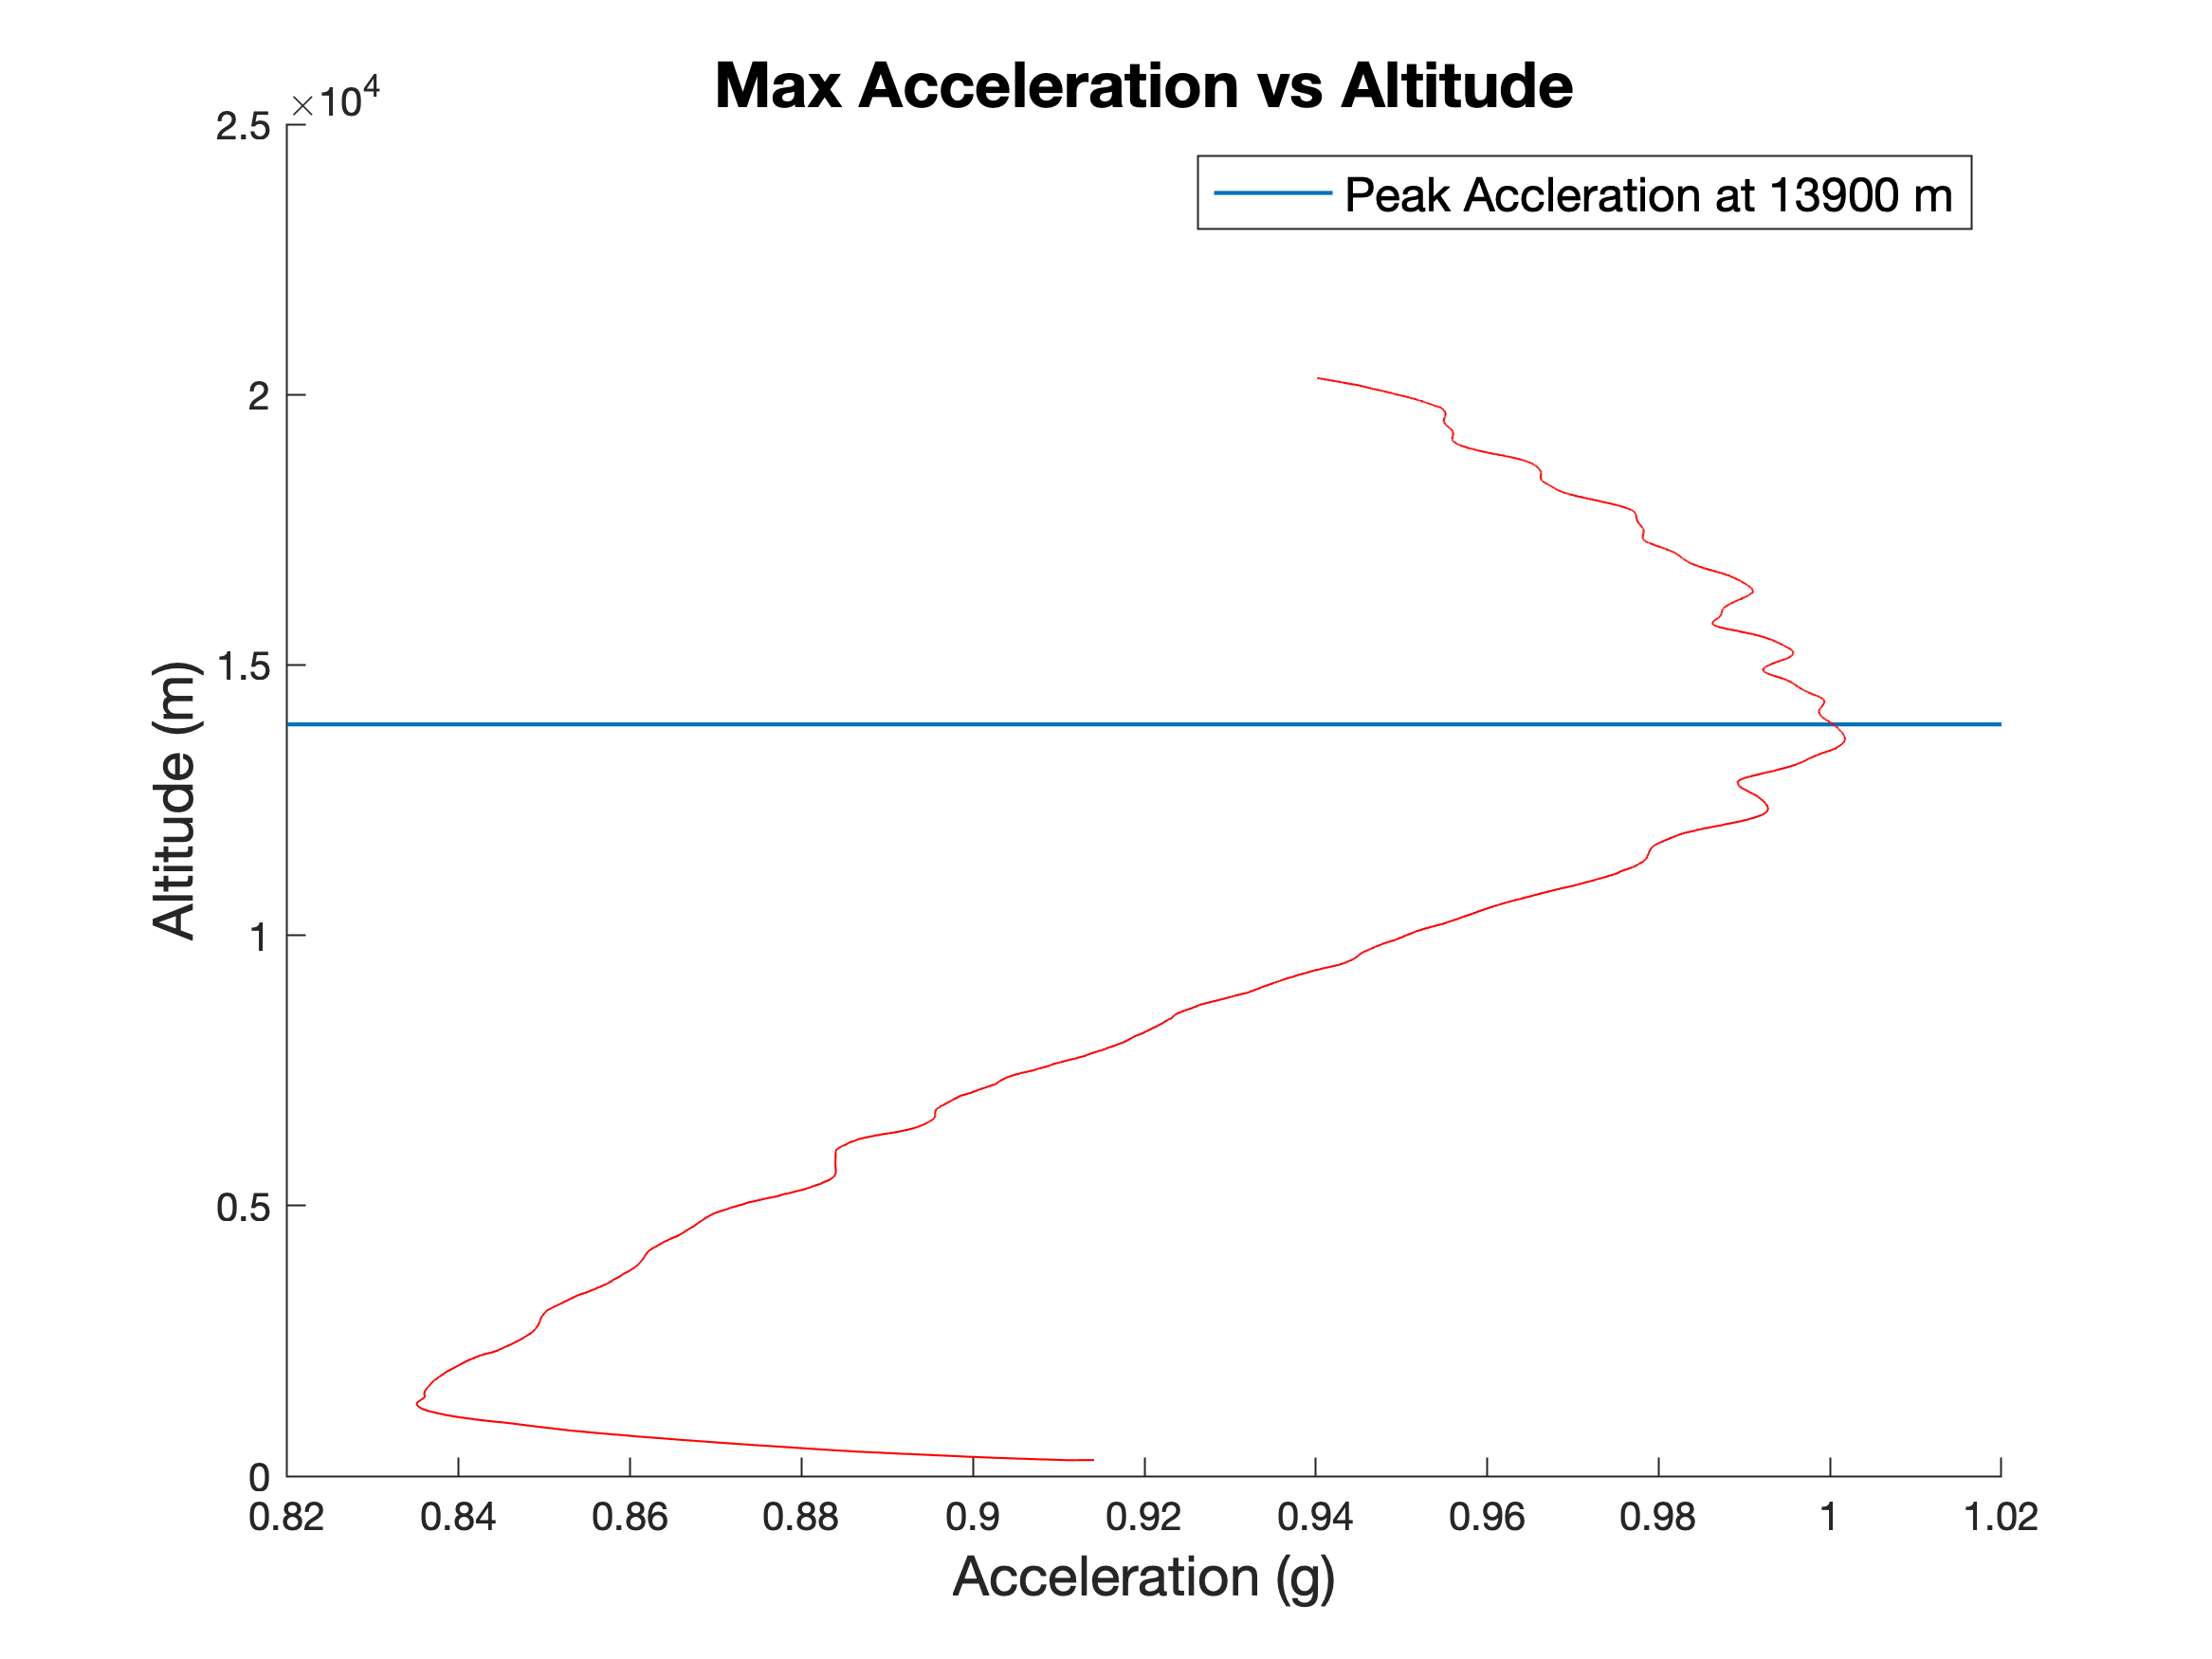 Max Acceleration vs Altitude
×10⁴
Peak Accleration at 13900 m
2.5
2
1.5
1
0.5
0
Altitude (m)
0.82 0.84 0.86 0.88 0.9 0.92 0.94 0.96 0.98 1 1.02
Acceleration (g)